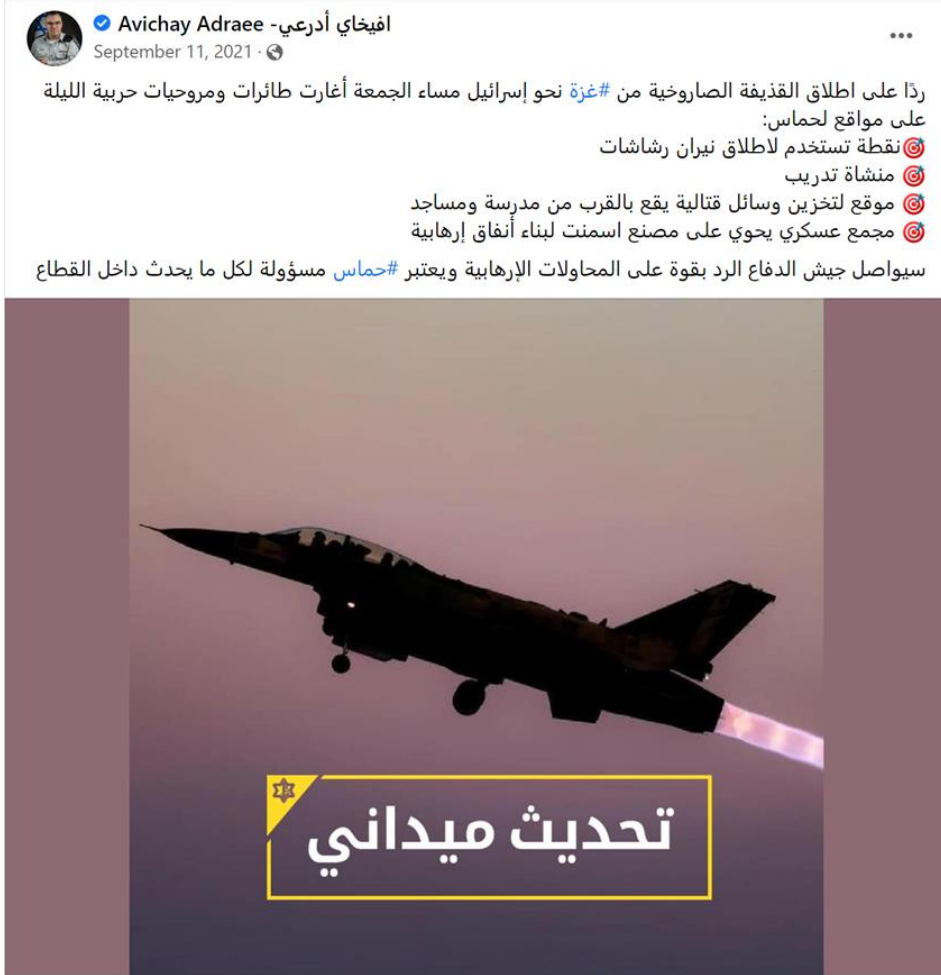 Avichay Adraee -افيخاي أدرعي
September 11, 2021 ·
ردًا على اطلاق القذيفة الصاروخية من #غزة نحو إسرائيل مساء الجمعة أغارت طائرات ومروحيات حربية الليلة
على مواقع لحماس:
🎯نقطة تستخدم لاطلاق نيران رشاشات
🎯 منشاة تدريب
🎯 موقع لتخزين وسائل قتالية يقع بالقرب من مدرسة ومساجد
🎯 مجمع عسكري يحوي على مصنع اسمنت لبناء أنفاق إرهابية
سيواصل جيش الدفاع الرد بقوة على المحاولات الإرهابية ويعتبر #حماس مسؤولة لكل ما يحدث داخل القطاع
تحديث ميداني